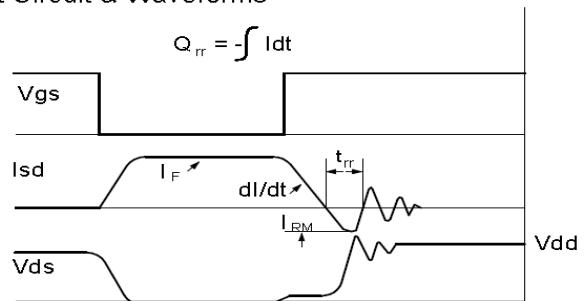 t Circuit & Waveforms
Q rr = -∫ Idt
Vgs
Isd
I F
dI/dt
t rr
I RM
Vds
Vdd